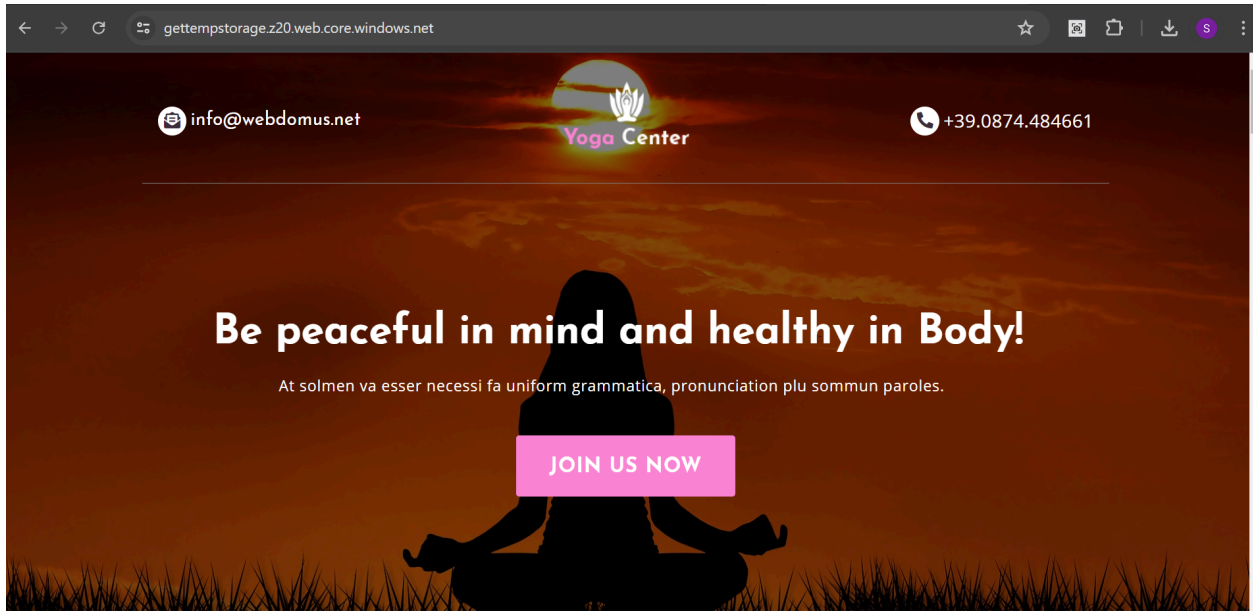 gettempstorage.z20.web.core.windows.net
S
info@webdomus.net
Yoga Center
+39.0874.484661
Be peaceful in mind and healthy in Body!
At solmen va esser necessi fa uniform grammatica, pronunciation plu sommun paroles.
JOIN US NOW